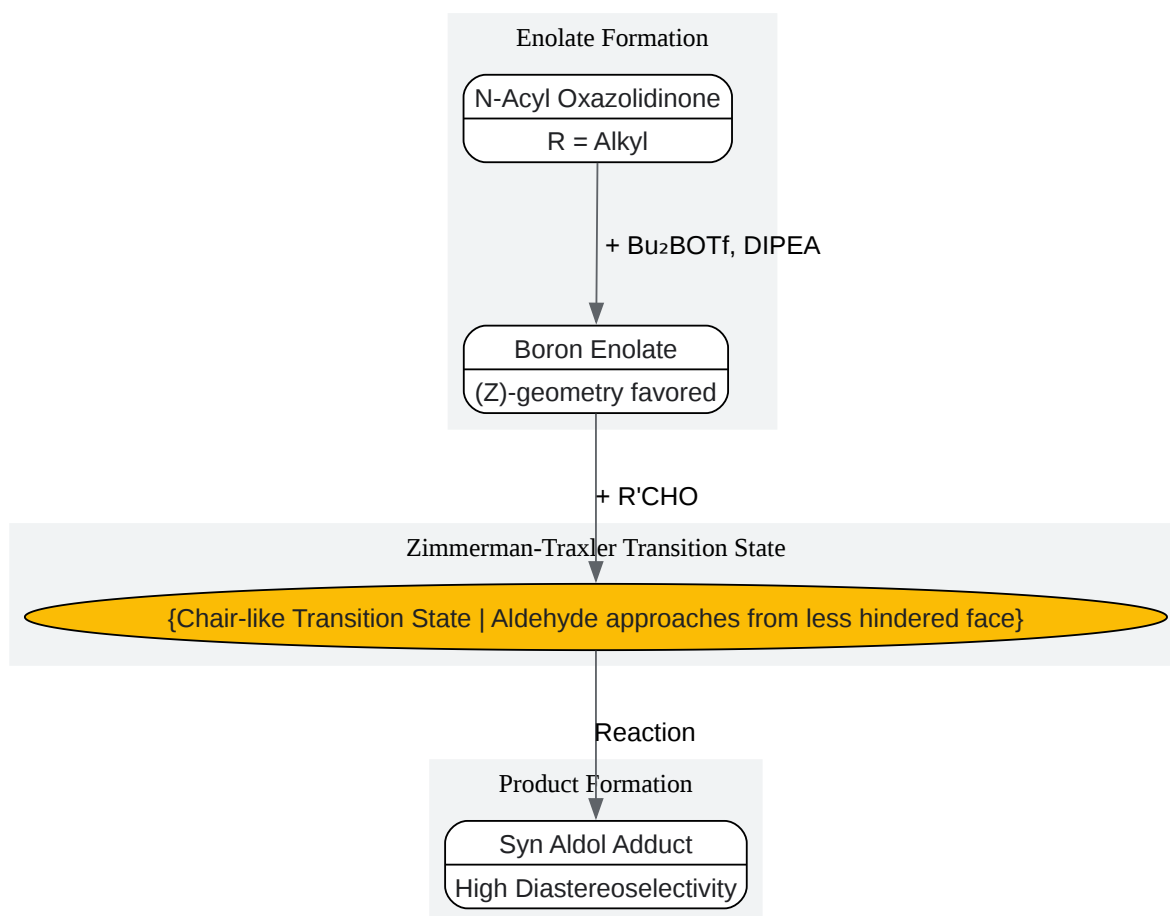 Enolate Formation
N-Acyl Oxazolidinone
R = Alkyl
+ Bu₂BOTf, DIPEA
Boron Enolate
(Z)-geometry favored
+ R'CHO
Zimmerman-Traxler Transition State
{Chair-like Transition State | Aldehyde approaches from less hindered face}
Reaction
Product Formation
Syn Aldol Adduct
High Diastereoselectivity